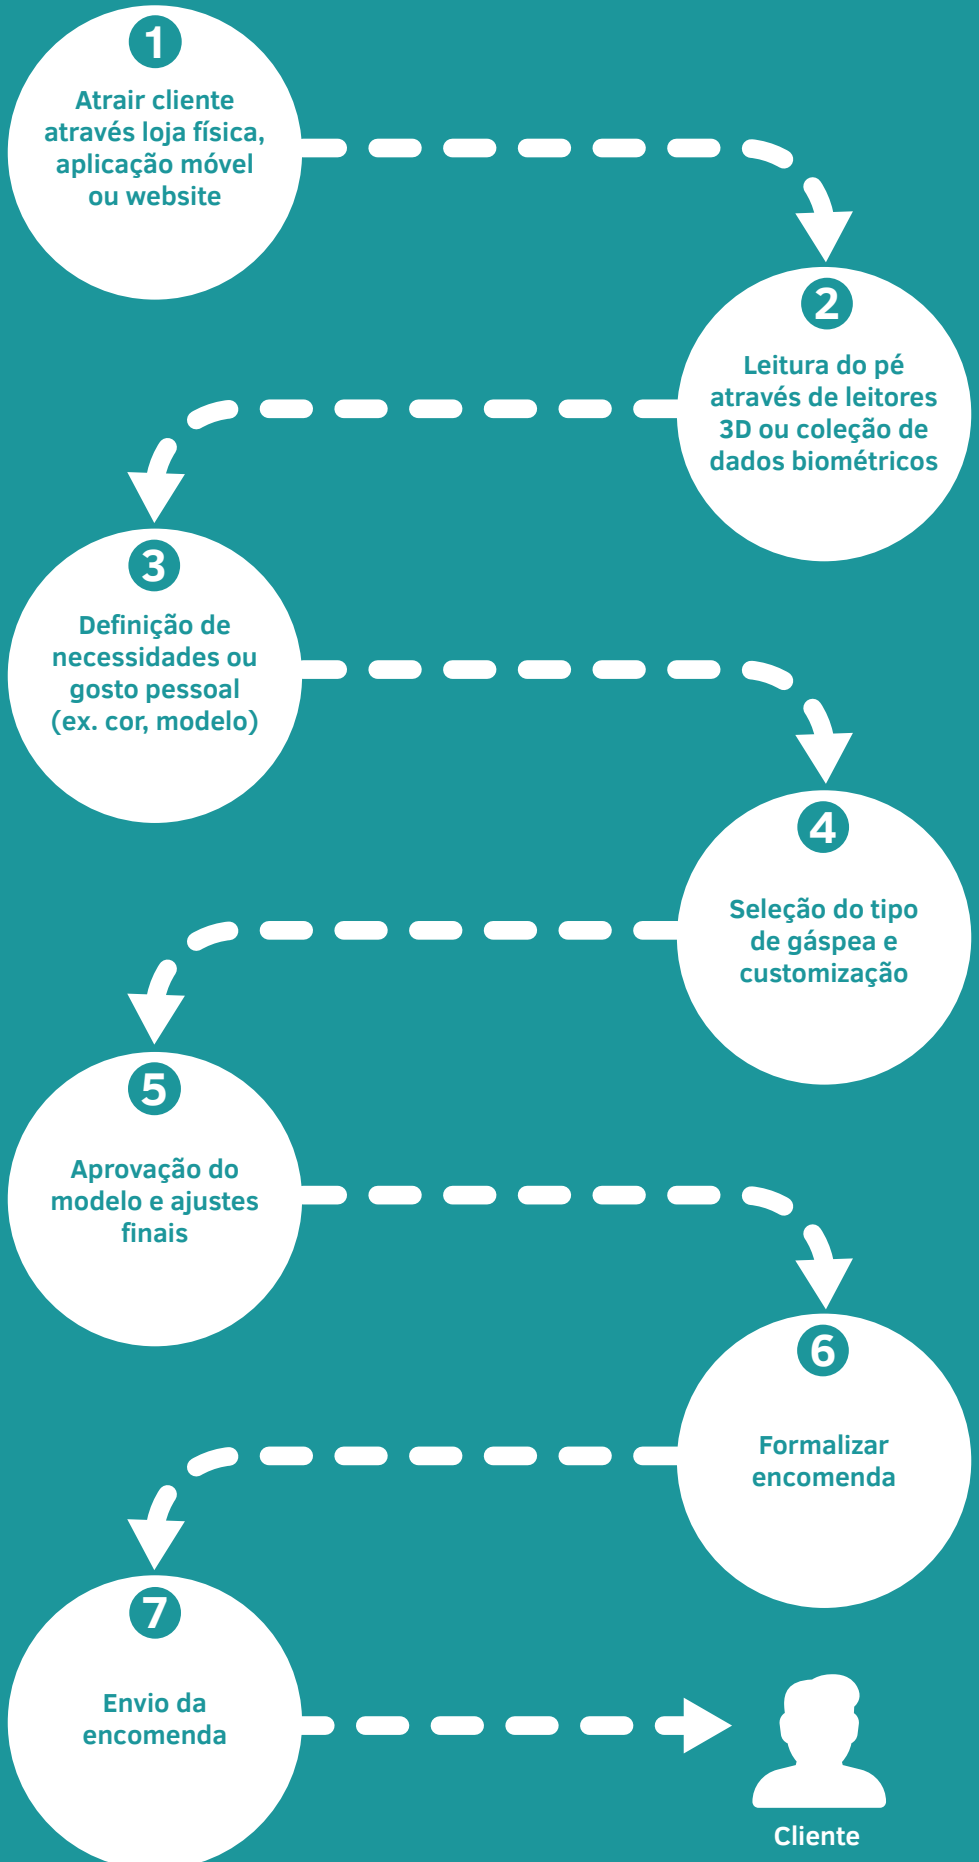 1
Atrair cliente
através loja física,
aplicação móvel
ou website
2
Leitura do pé
através de leitores
3D ou coleção de
dados biométricos
3
Definição de
necessidades ou
gosto pessoal
(ex. cor, modelo)
4
Seleção do tipo
de gáspea e
customização
5
Aprovação do
modelo e ajustes
finais
6
Formalizar
encomenda
7
Envio da
encomenda
Cliente